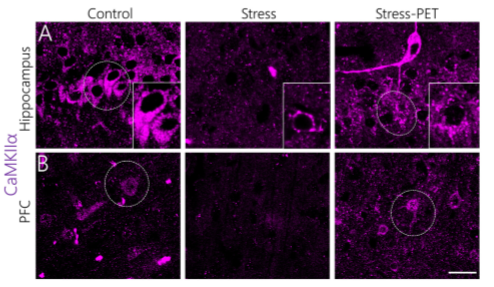 Control Stress Stress-PET
A
Hippocampus
CaMKIIα
B
PFC